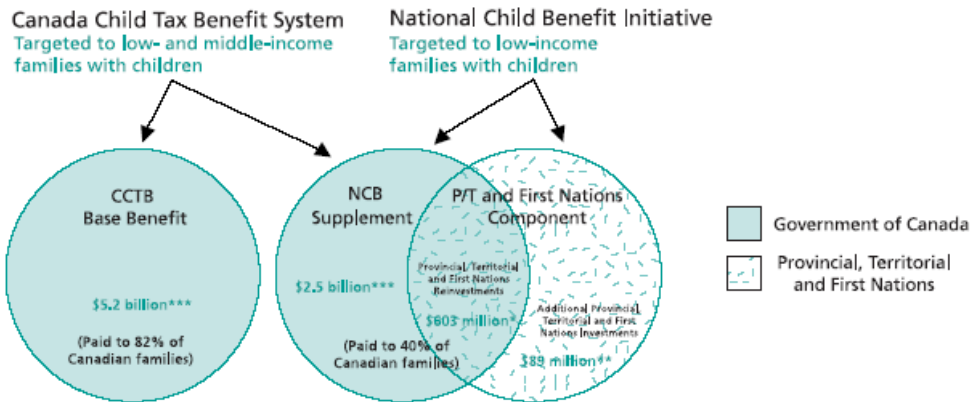 Canada Child Tax Benefit System
Targeted to low- and middle-income
families with children
National Child Benefit Initiative
Targeted to low-income
families with children
CCTB
Base Benefit
$5.2 billion***
(Paid to 82% of
Canadian families)
NCB
Supplement
$2.5 billion***
(Paid to 40% of
Canadian families)
P/T and First Nations
Component
Provincial, Territorial
and First Nations
Reinvestments
$603 million*
Additional Provincial,
Territorial and First
Nations Investments
$89 million**
Government of Canada
Provincial, Territorial
and First Nations